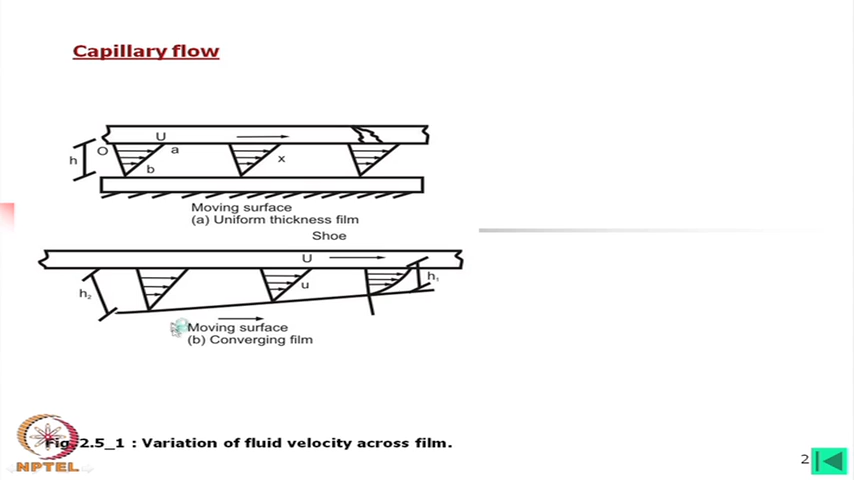 Capillary flow
U
h
O
a
b
x
Moving surface
(a) Uniform thickness film
Shoe
U
h₂
u
h₁
Moving surface
(b) Converging film
Fig 2.5_1 : Variation of fluid velocity across film.
NPTEL
2